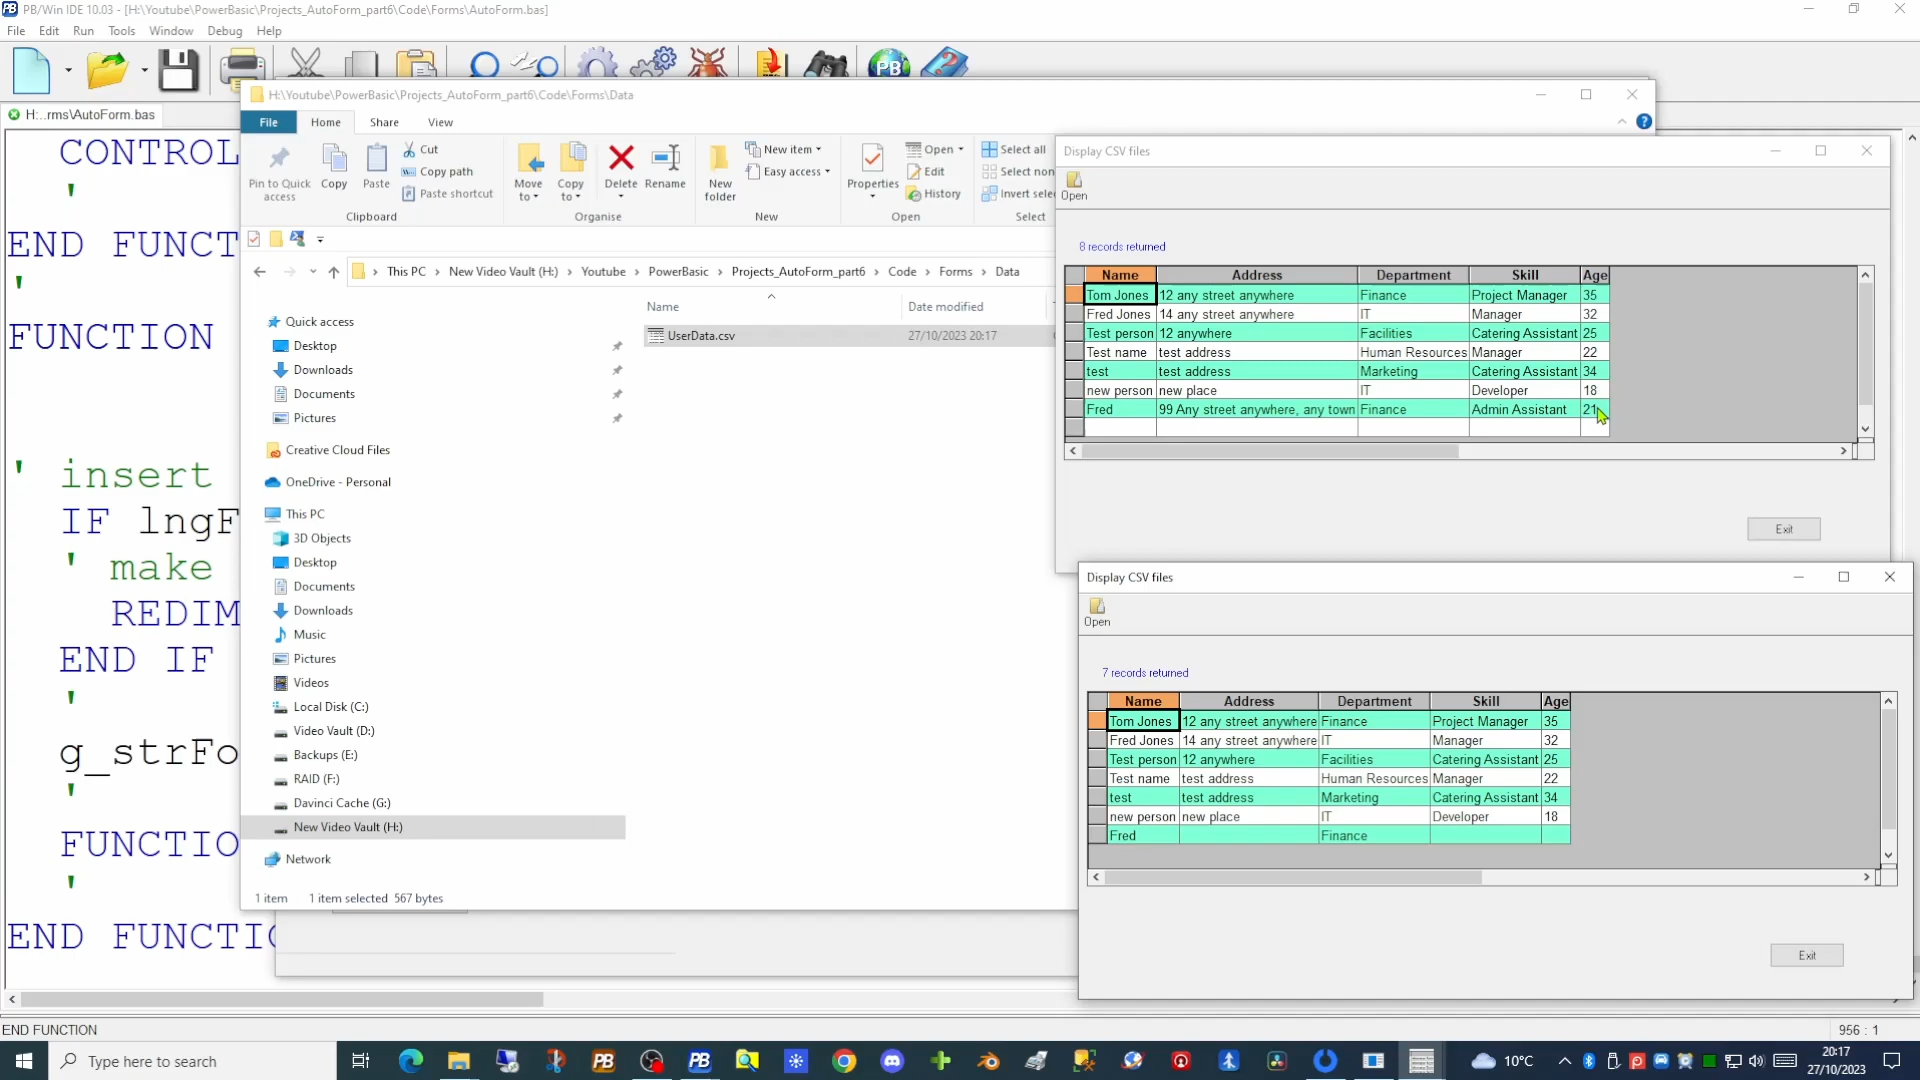 PB/Win IDE 10.03 - [H:\Youtube\PowerBasic\Projects_AutoForm_part6\Code\Forms\AutoForm.bas]
File Edit Run Tools Window Debug Help
H:..rms\AutoForm.bas
CONTROL
'
END FUNCT
'
FUNCTION
' insert
IF lngF
' make
REDIM
END IF
'
g_strFo
'
FUNCTIO
'
END FUNCTIO
END FUNCTION
956 : 1
H:\Youtube\PowerBasic\Projects_AutoForm_part6\Code\Forms\Data
File Home Share View
Pin to Quick access
Copy
Paste
Cut
Copy path
Paste shortcut
Clipboard
Move to
Copy to
Delete
Rename
Organise
New folder
New item
Easy access
New
Properties
Open
Edit
History
Open
Select all
Select non
Invert sele
Select
This PC > New Video Vault (H:) > Youtube > PowerBasic > Projects_AutoForm_part6 > Code > Forms > Data
Name Date modified
UserData.csv 27/10/2023 20:17
Quick access
Desktop
Downloads
Documents
Pictures
Creative Cloud Files
OneDrive - Personal
This PC
3D Objects
Desktop
Documents
Downloads
Music
Pictures
Videos
Local Disk (C:)
Video Vault (D:)
Backups (E:)
RAID (F:)
Davinci Cache (G:)
New Video Vault (H:)
Network
1 item 1 item selected 567 bytes
Display CSV files
Open
8 records returned
Name Address Department Skill Age
Tom Jones 12 any street anywhere Finance Project Manager 35
Fred Jones 14 any street anywhere IT Manager 32
Test person 12 anywhere Facilities Catering Assistant 25
Test name test address Human Resources Manager 22
test test address Marketing Catering Assistant 34
new person new place IT Developer 18
Fred 99 Any street anywhere, any town Finance Admin Assistant 21
Exit
Display CSV files
Open
7 records returned
Name Address Department Skill Age
Tom Jones 12 any street anywhere Finance Project Manager 35
Fred Jones 14 any street anywhere IT Manager 32
Test person 12 anywhere Facilities Catering Assistant 25
Test name test address Human Resources Manager 22
test test address Marketing Catering Assistant 34
new person new place IT Developer 18
Fred Finance
Exit
Type here to search
10°C
20:17
27/10/2023